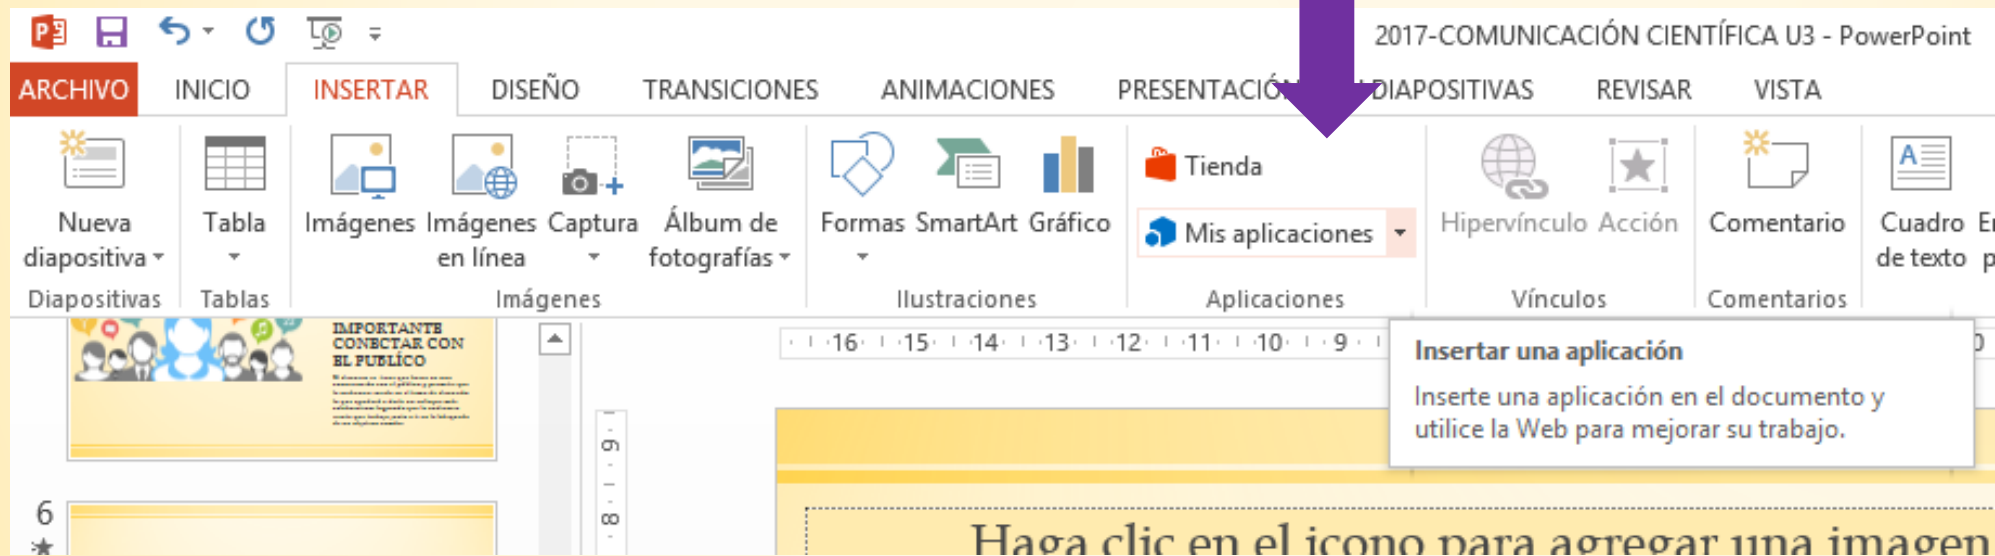 2017-COMUNICACIÓN CIENTÍFICA U3 - PowerPoint
ARCHIVO INICIO INSERTAR DISEÑO TRANSICIONES ANIMACIONES PRESENTACIÓN DIAPOSITIVAS REVISAR VISTA
Nueva diapositiva
Tabla
Imágenes
Imágenes en línea
Captura
Álbum de fotografías
Formas
SmartArt
Gráfico
Tienda
Mis aplicaciones
Hipervínculo
Acción
Comentario
Cuadro de texto
Diapositivas Tablas Imágenes Ilustraciones Aplicaciones Vínculos Comentarios
16 15 14 13 12 11 10 9
Insertar una aplicación
Inserte una aplicación en el documento y
utilice la Web para mejorar su trabajo.
IMPORTANTE
CONECTAR CON
EL PUBLÍCO
9
8
6
Haga clic en el icono para agregar una imagen